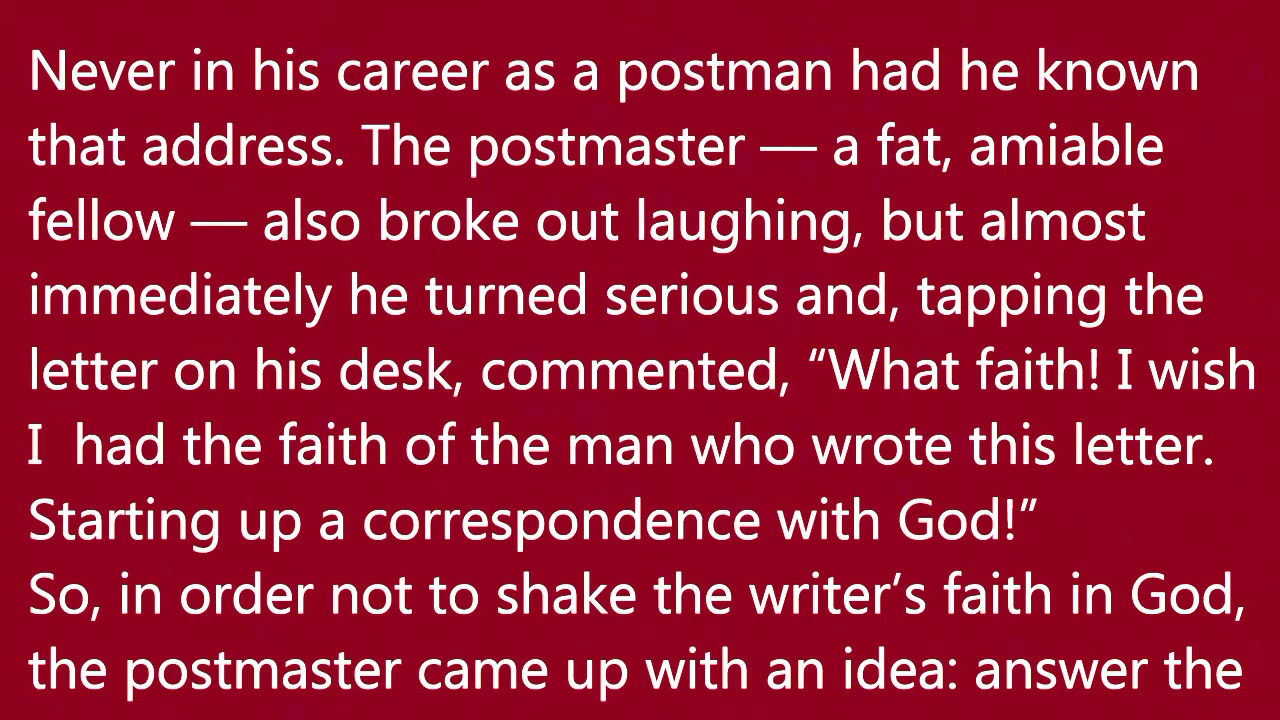 Never in his career as a postman had he known
that address. The postmaster — a fat, amiable
fellow — also broke out laughing, but almost
immediately he turned serious and, tapping the
letter on his desk, commented, “What faith! I wish
I  had the faith of the man who wrote this letter.
Starting up a correspondence with God!”
So, in order not to shake the writer’s faith in God,
the postmaster came up with an idea: answer the